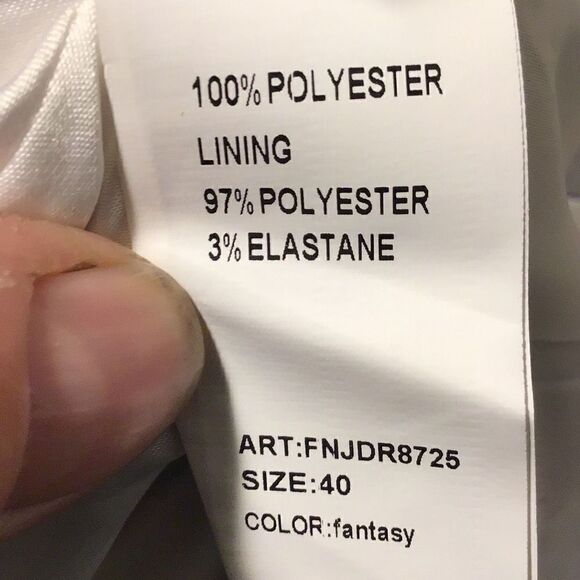 100% POLYESTER
LINING
97% POLYESTER
3% ELASTANE
ART:FNJDR8725
SIZE:40
COLOR:fantasy